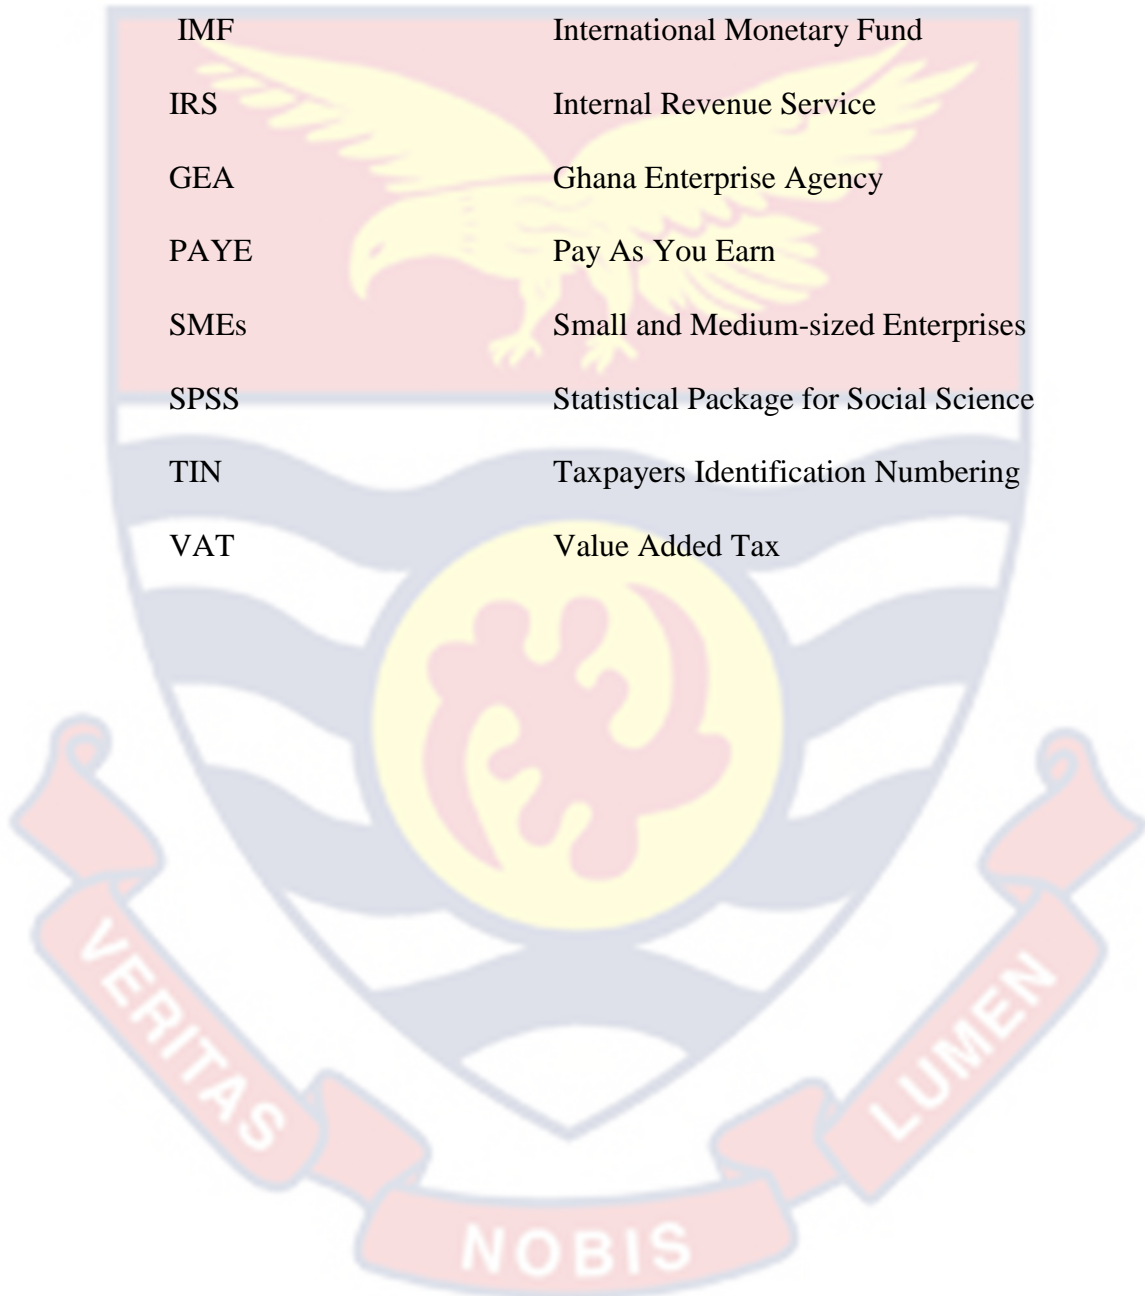 IMF International Monetary Fund
IRS Internal Revenue Service
GEA Ghana Enterprise Agency
PAYE Pay As You Earn
SMEs Small and Medium-sized Enterprises
SPSS Statistical Package for Social Science
TIN Taxpayers Identification Numbering
VAT Value Added Tax
VERITAS
NOBIS
LUMEN